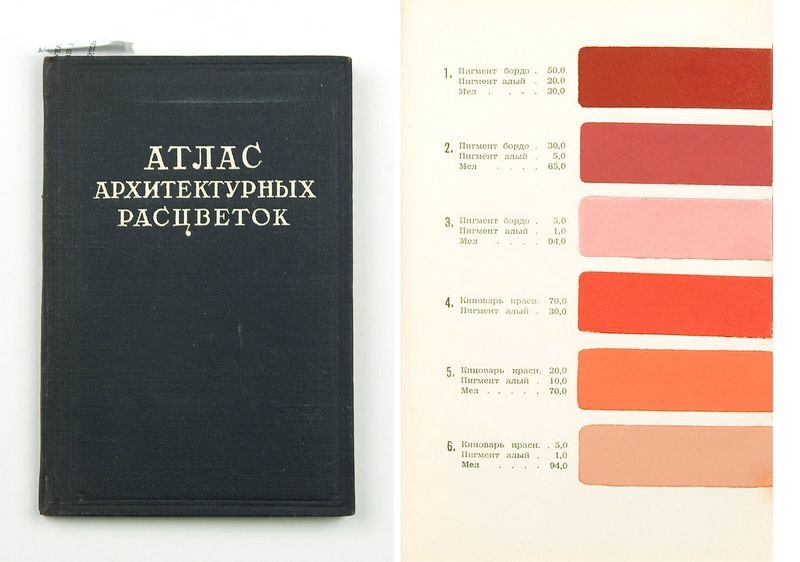 АТЛАС
АРХИТЕКТУРНЫХ
РАСЦВЕТОК
1. Пигмент бордо . 50,0
Пигмент алый . 20,0
Мел . . . . 30,0
2. Пигмент бордо . 30,0
Пигмент алый . 5,0
Мел . . . . 65,0
3. Пигмент бордо . 5,0
Пигмент алый . 1,0
Мел . . . . 94,0
4. Киноварь красн. 70,0
Пигмент алый . 30,0
5. Киноварь красн. 20,0
Пигмент алый . 10,0
Мел . . . . . 70,0
6. Киноварь красн. . 5,0
Пигмент алый . 1,0
Мел . . . . 94,0